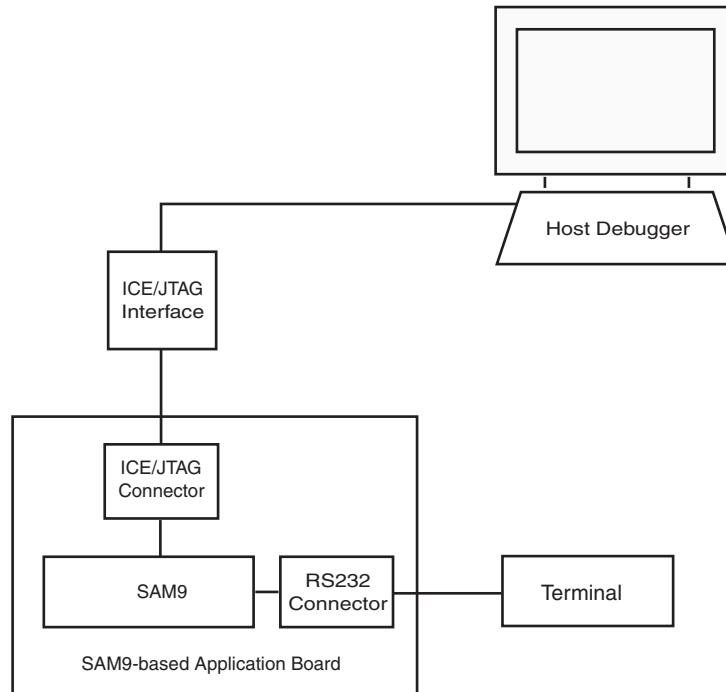 Host Debugger
ICE/JTAG
Interface
ICE/JTAG
Connector
SAM9
RS232
Connector
Terminal
SAM9-based Application Board